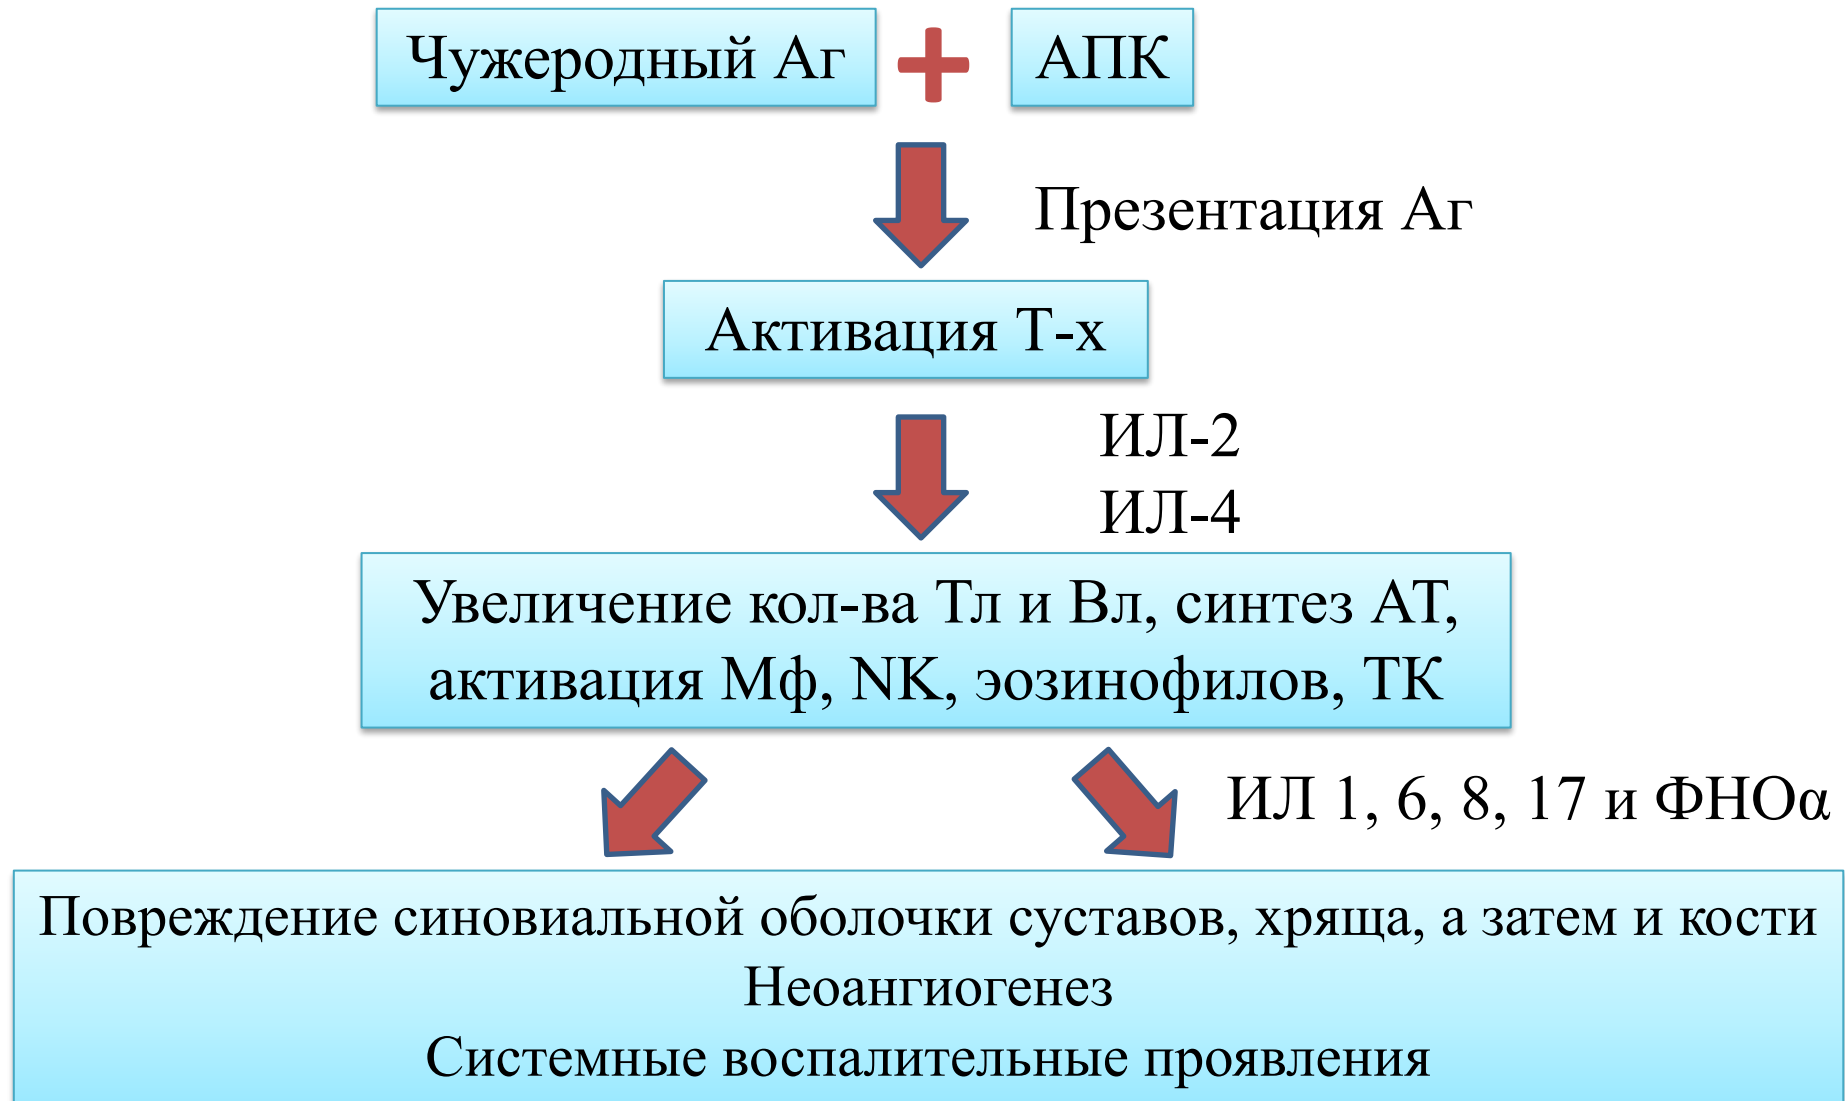 Чужеродный Аг + АПК
Презентация Аг
Активация Т-х
ИЛ-2
ИЛ-4
Увеличение кол-ва Тл и Вл, синтез АТ,
активация Мф, NK, эозинофилов, ТК
ИЛ 1, 6, 8, 17 и ФНОα
Повреждение синовиальной оболочки суставов, хряща, а затем и кости
Неоангиогенез
Системные воспалительные проявления